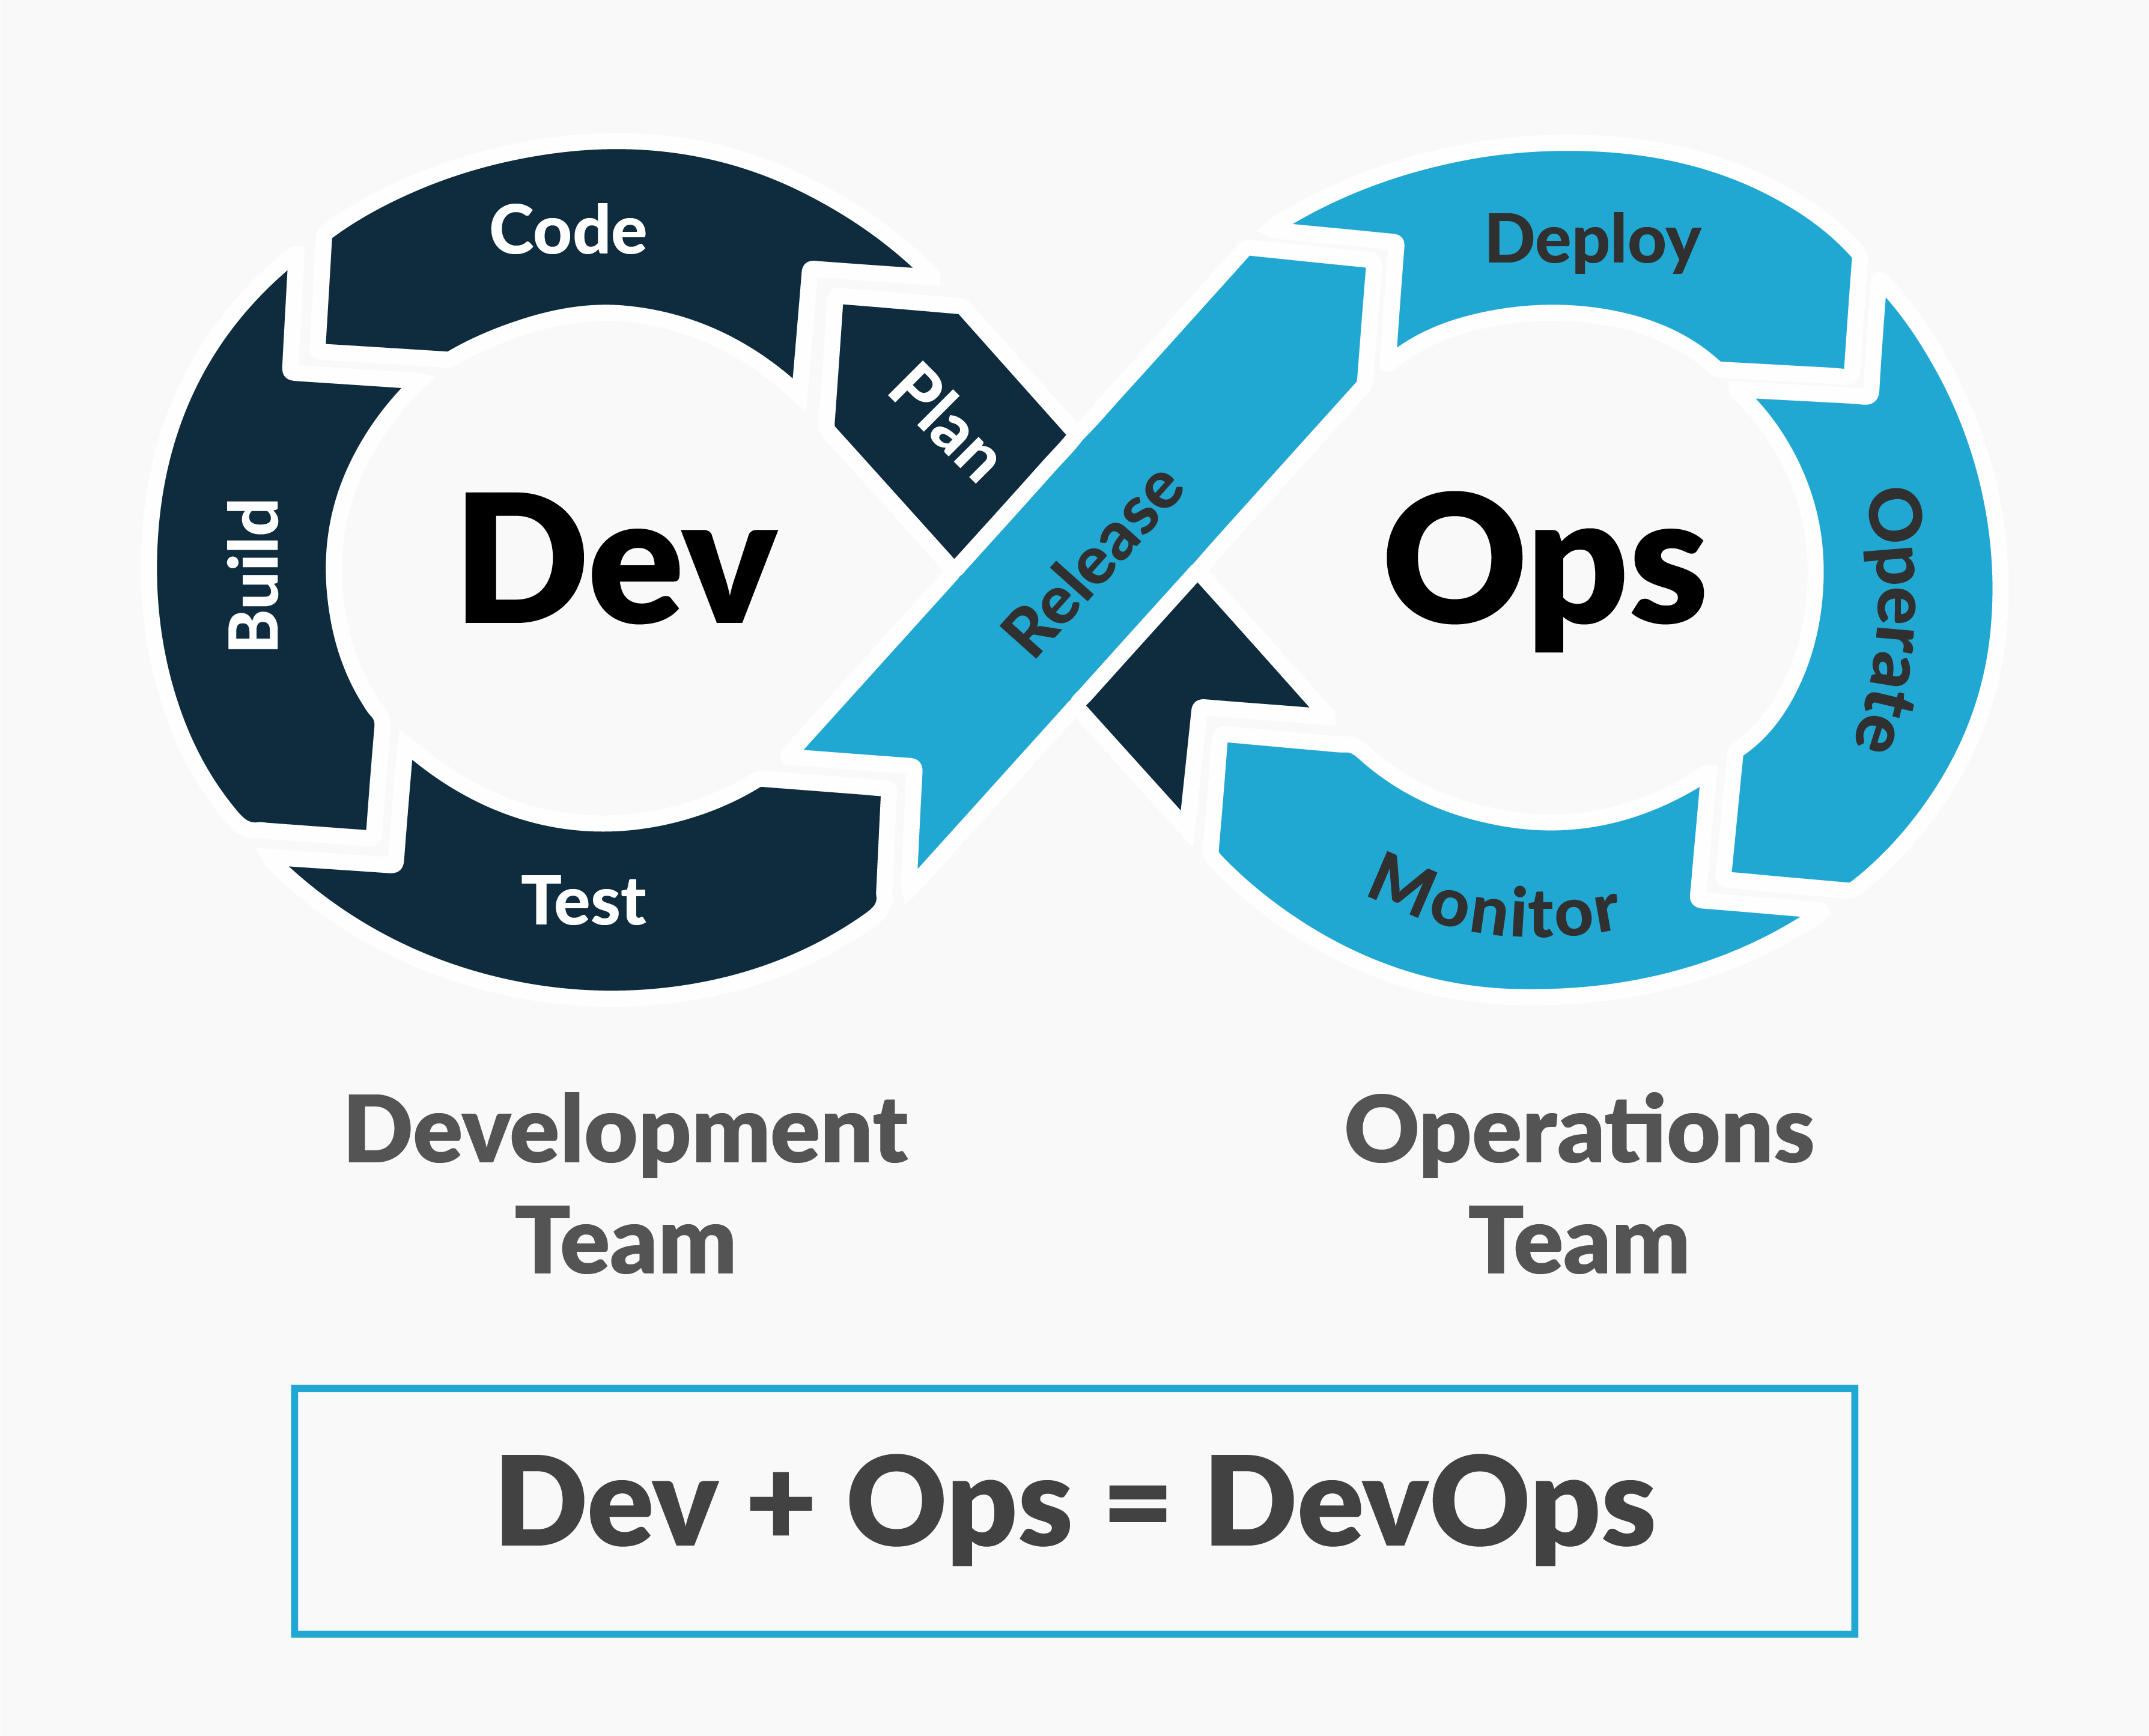 Code
Deploy
Plan
Build
Dev
Release
Ops
Operate
Test
Monitor
Development
Team
Operations
Team
Dev + Ops = DevOps